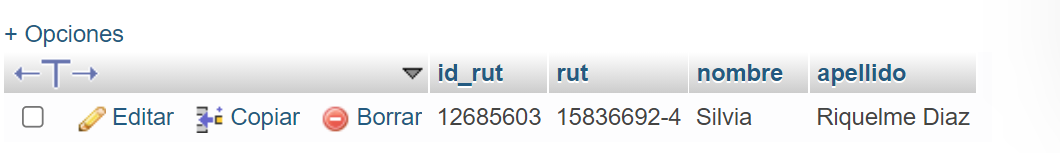 + Opciones
←T→ id_rut rut nombre apellido
Editar Copiar Borrar 12685603 15836692-4 Silvia Riquelme Diaz